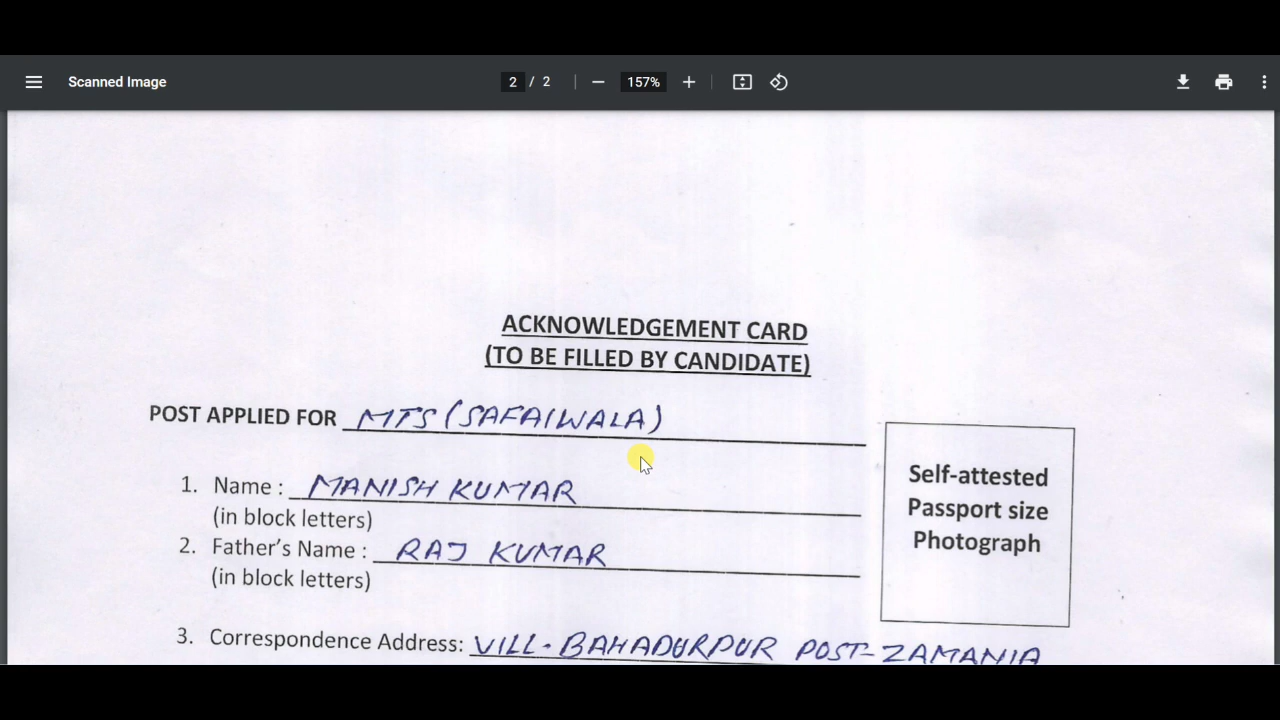 Scanned Image
2 / 2
157%
ACKNOWLEDGEMENT CARD
(TO BE FILLED BY CANDIDATE)
POST APPLIED FOR MTS (SAFAIWALA)
Self-attested
Passport size
Photograph
1. Name : MANISH KUMAR
(in block letters)
2. Father's Name : RAJ KUMAR
(in block letters)
3. Correspondence Address: VILL- BAHADURPUR POST- ZAMANIA